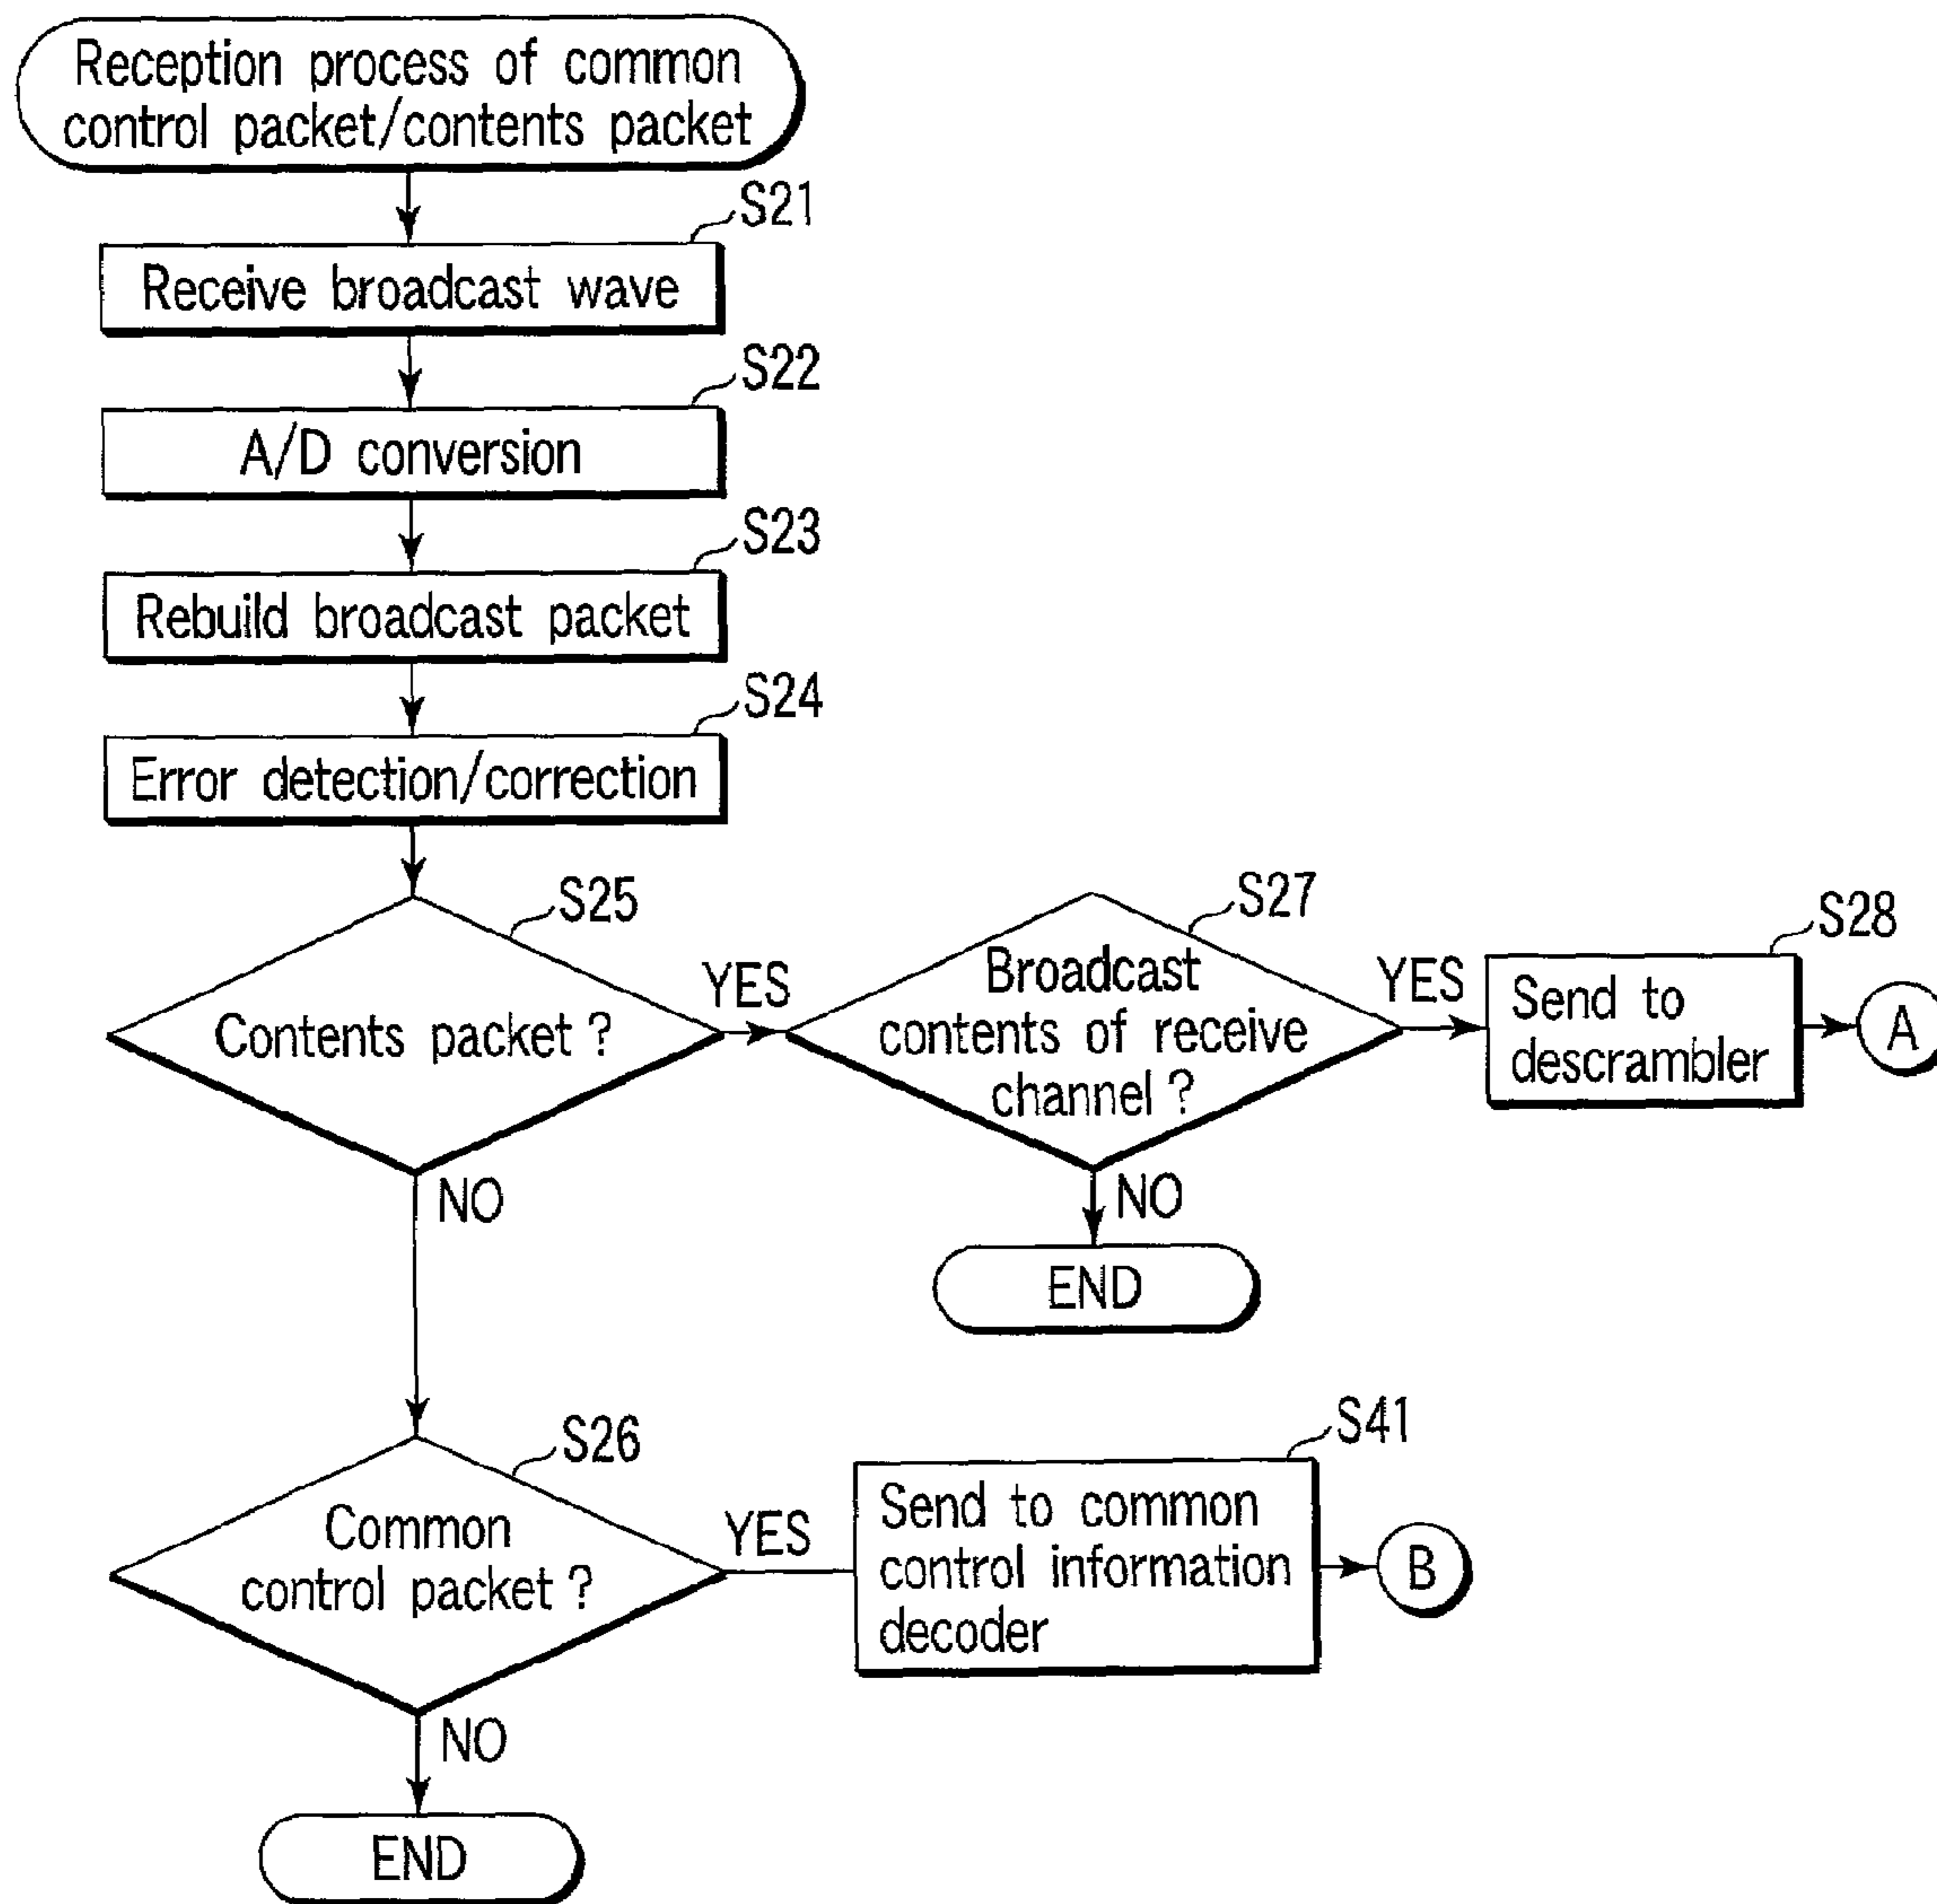 Reception process of common
control packet/contents packet
S21
Receive broadcast wave
S22
A/D conversion
S23
Rebuild broadcast packet
S24
Error detection/correction
S25
Contents packet?
YES
NO
S27
Broadcast
contents of receive
channel?
YES
NO
END
S28
Send to
descrambler
A
S26
Common
control packet?
YES
NO
END
S41
Send to common
control information
decoder
B